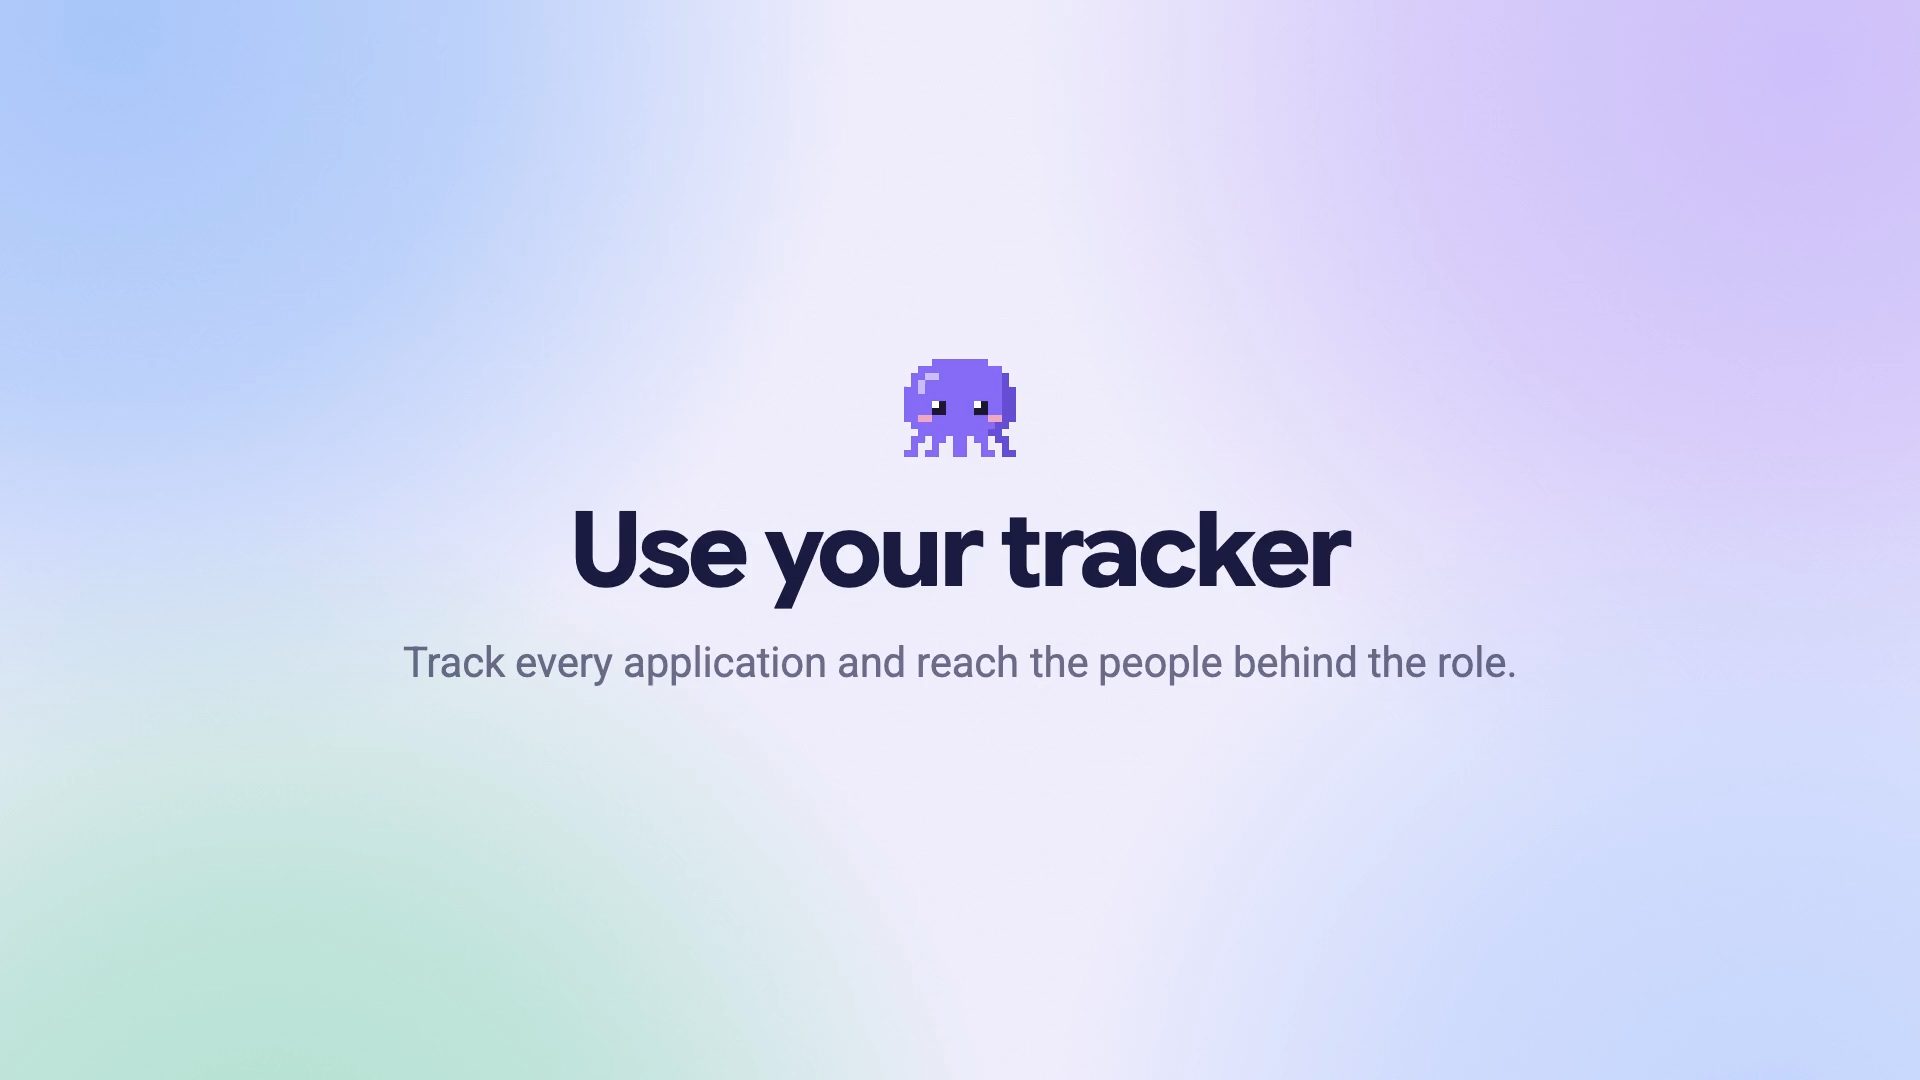 Use your tracker
Track every application and reach the people behind the role.